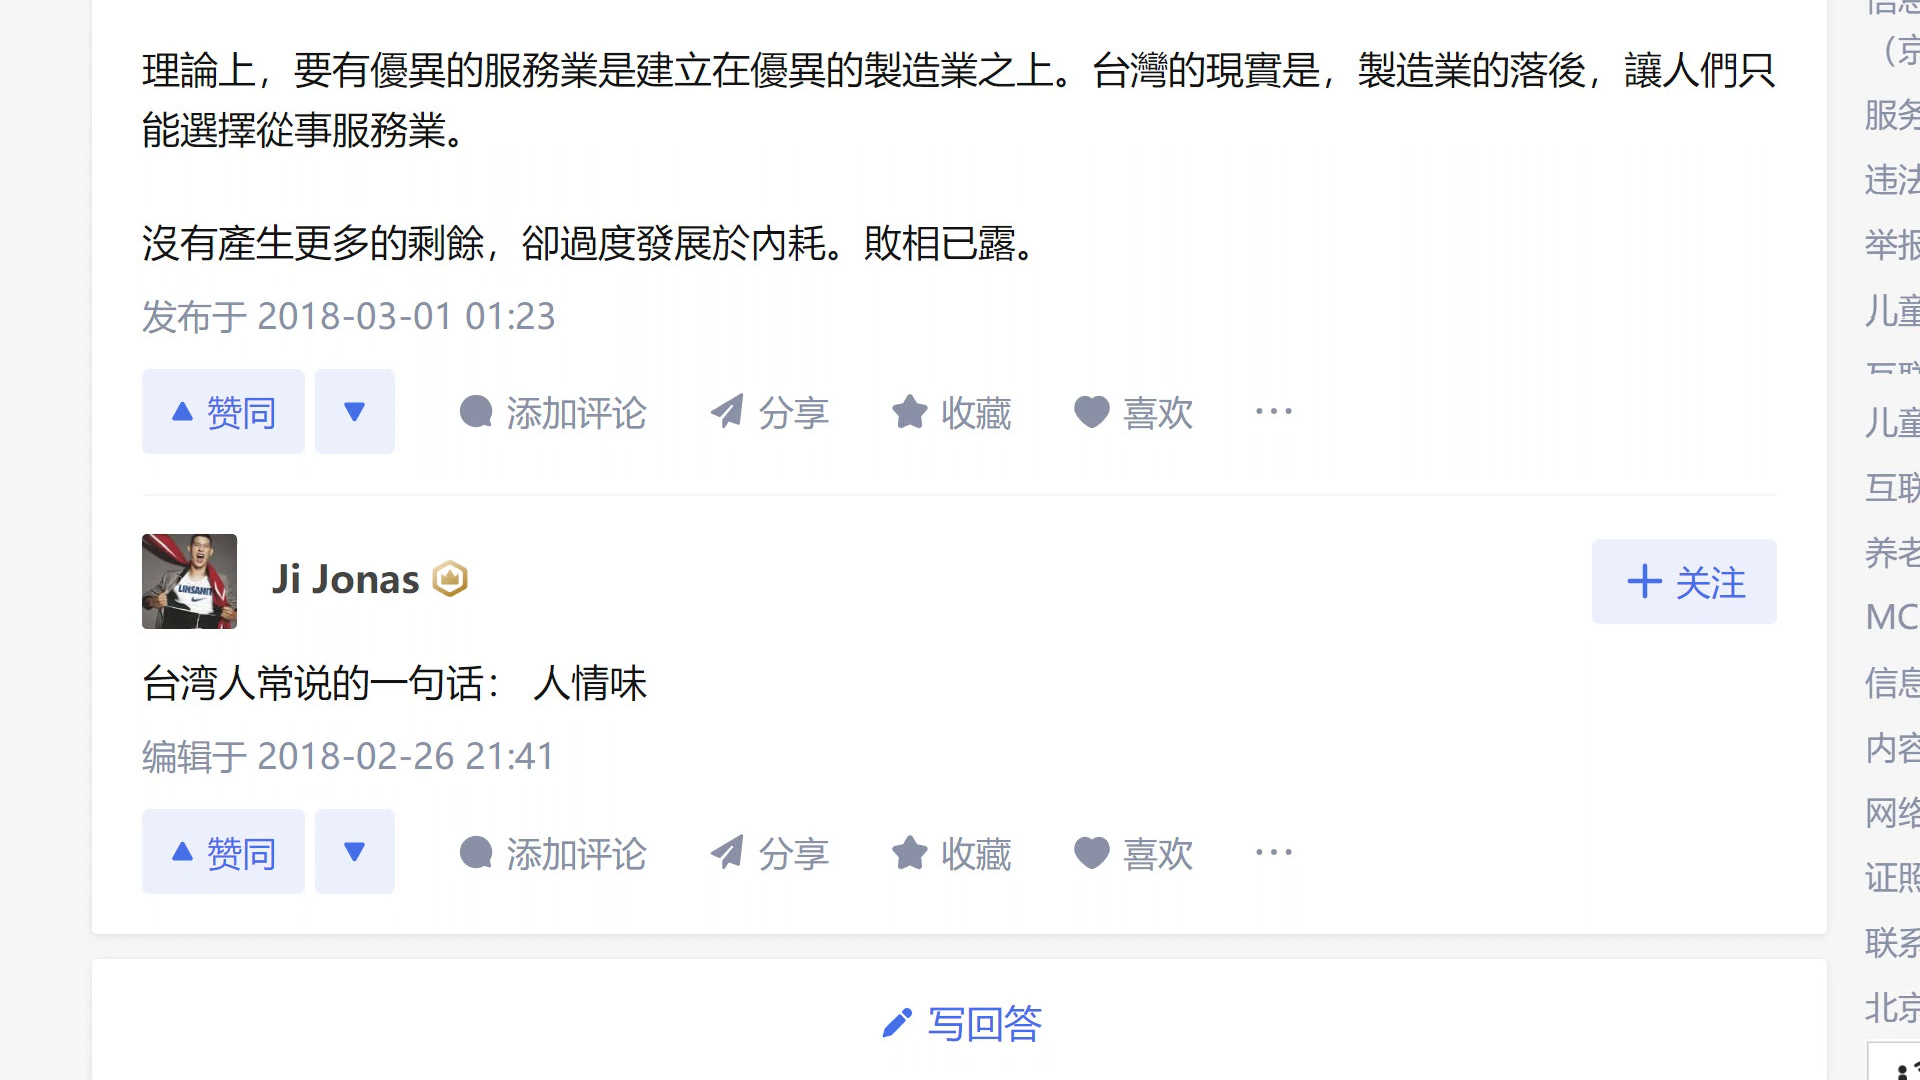 理論上，要有優異的服務業是建立在優異的製造業之上。台灣的現實是，製造業的落後，讓人們只
能選擇從事服務業。
沒有產生更多的剩餘，卻過度發展於內耗。敗相已露。
发布于 2018-03-01 01:23
赞同
添加评论
分享
收藏
喜欢
Ji Jonas
关注
台湾人常说的一句话： 人情味
编辑于 2018-02-26 21:41
赞同
添加评论
分享
收藏
喜欢
写回答
信息
（京
服务
违法
举报
儿童
互联
儿童
互联
养老
MC
信息
内容
网络
证照
联系
北京